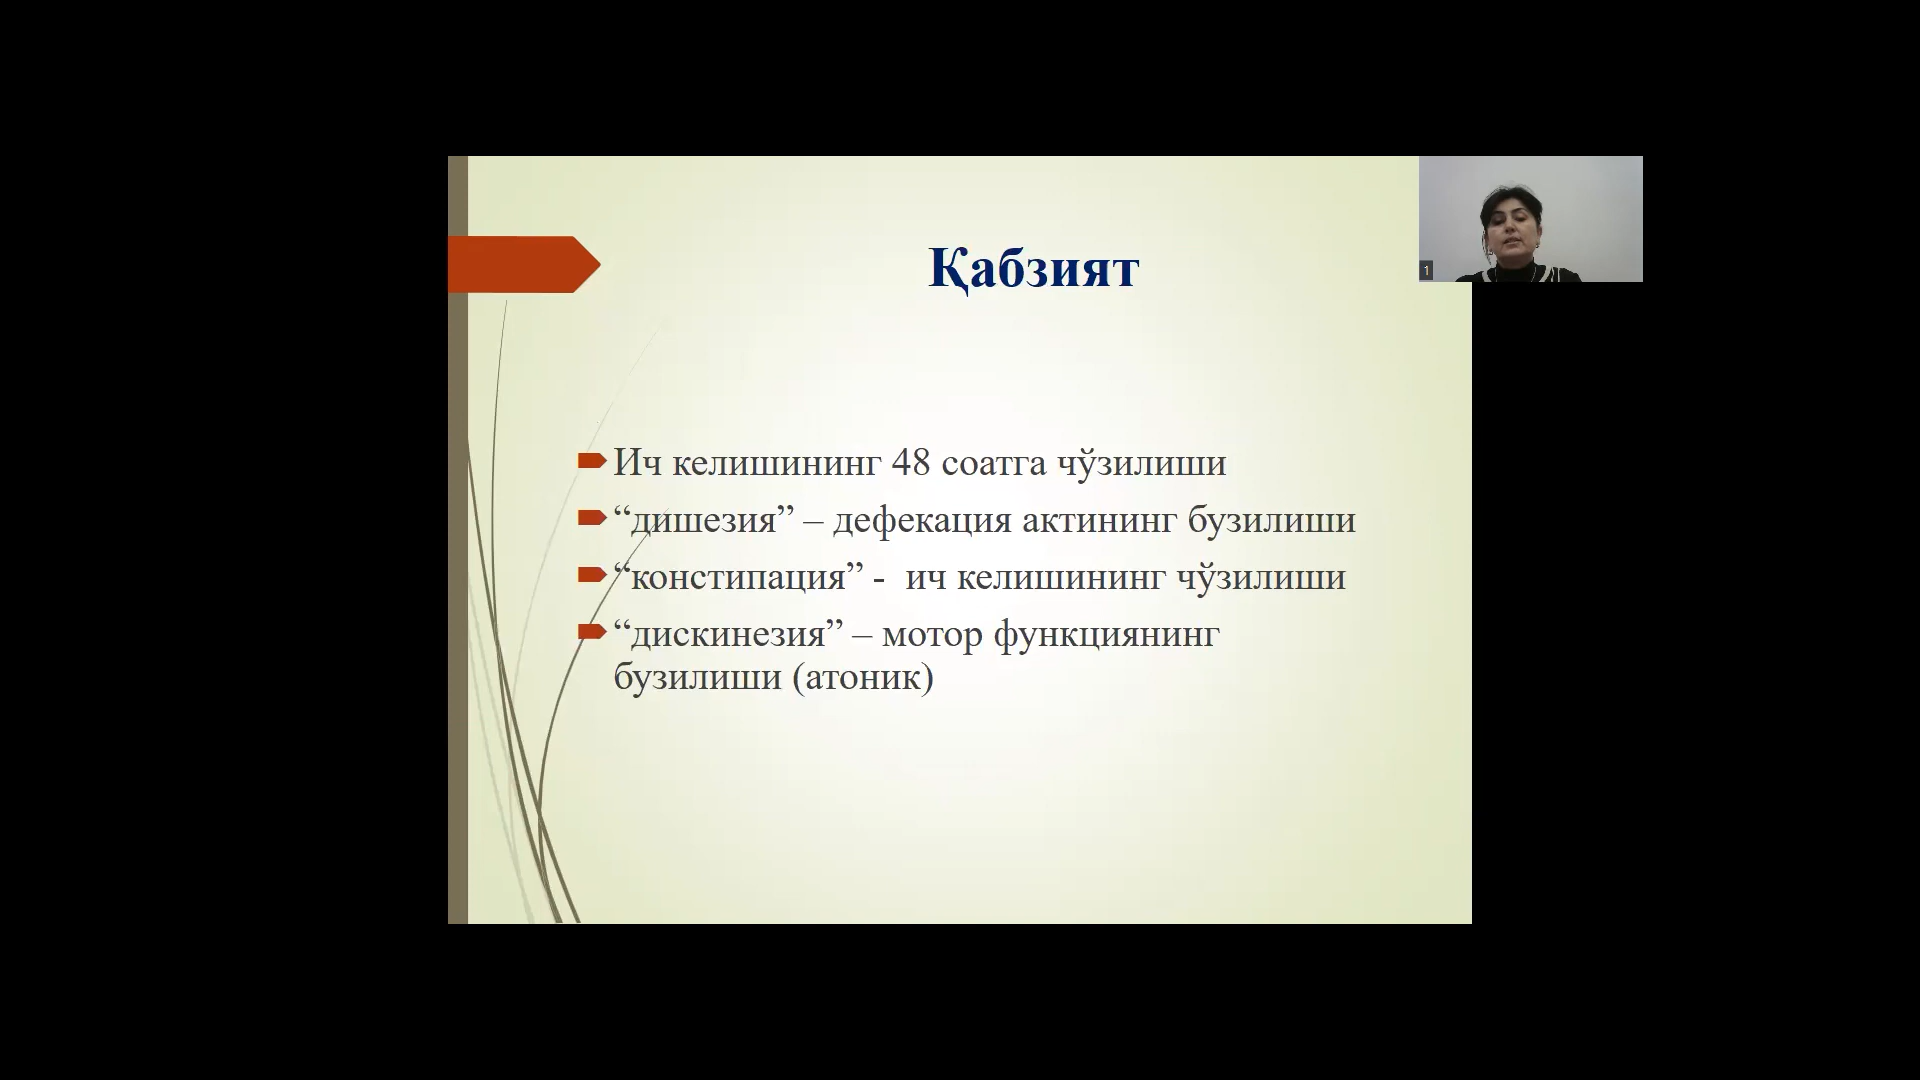 Қабзият
1
Ич келишининг 48 соатга чўзилиши
“дишезия” – дефекация актининг бузилиши
“констипация” -  ич келишининг чўзилиши
“дискинезия” – мотор функциянинг
бузилиши (атоник)